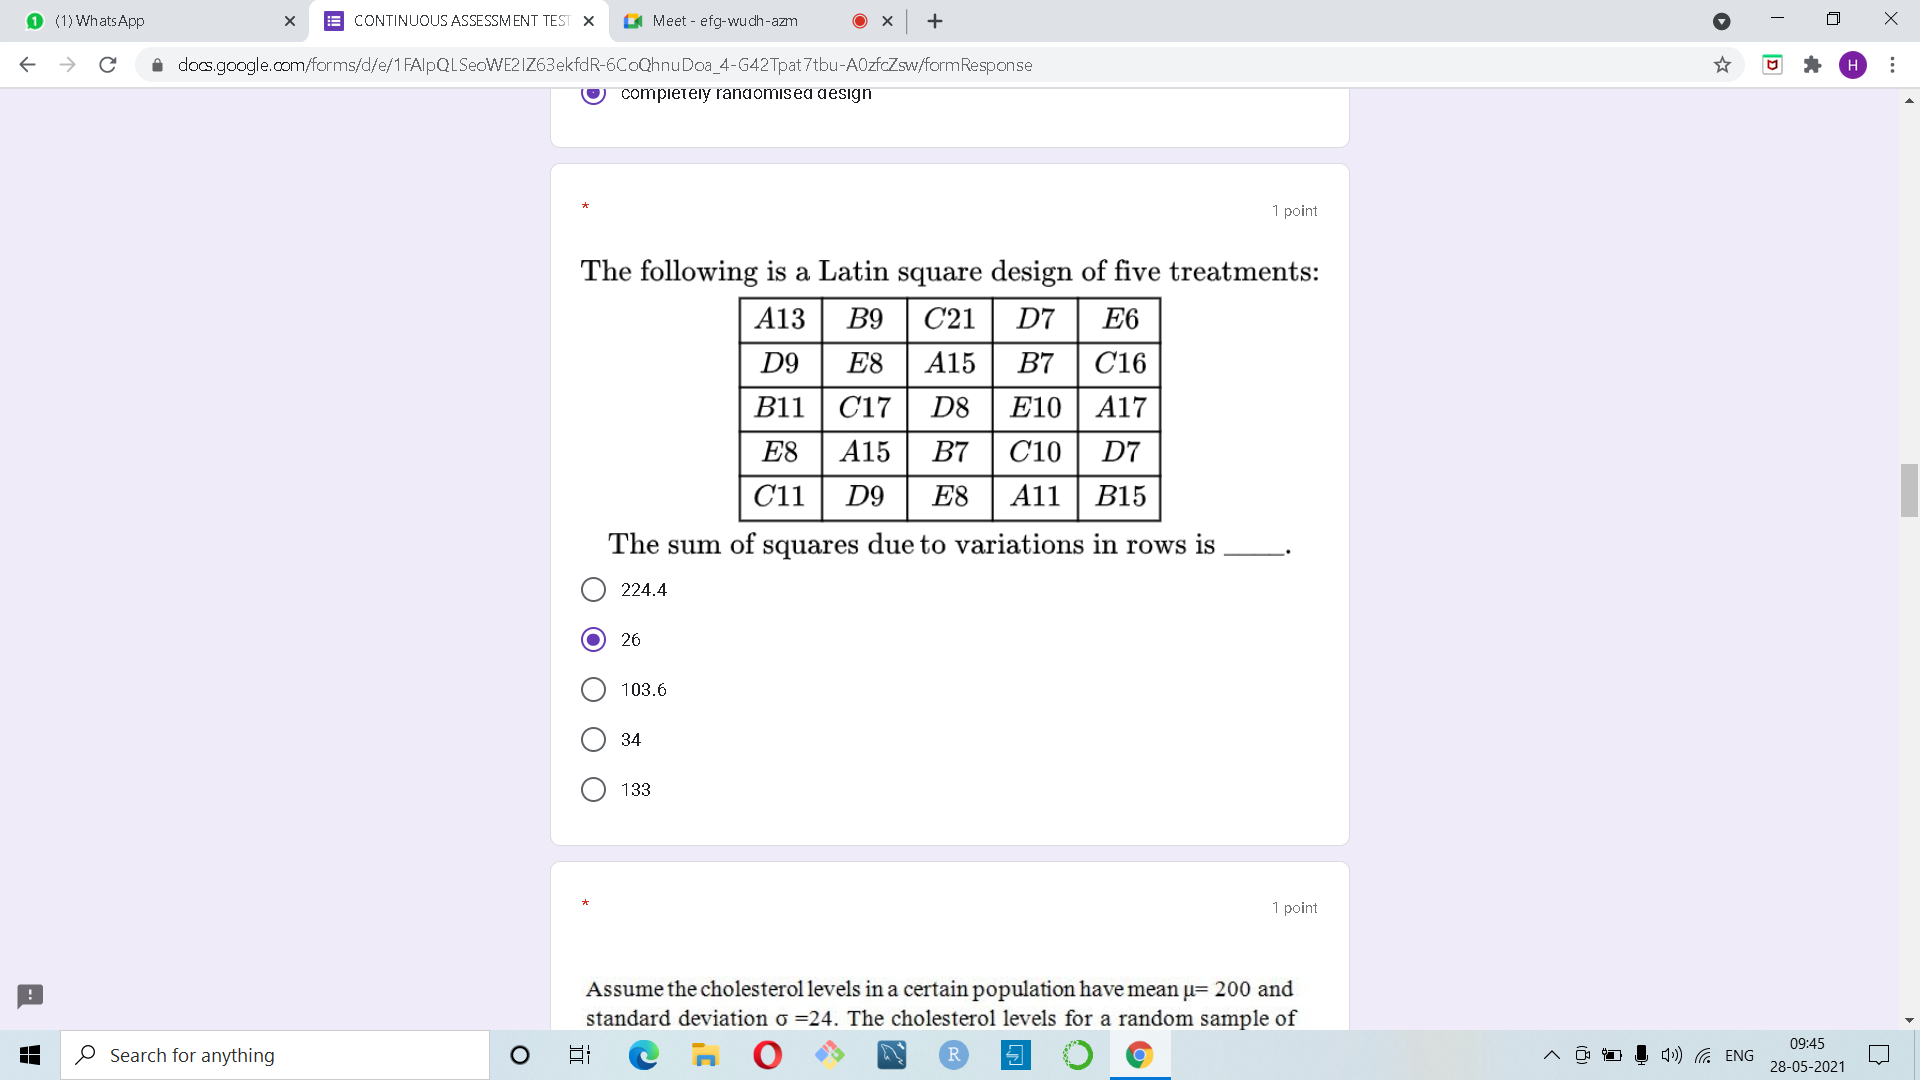 (1) WhatsApp
CONTINUOUS ASSESSMENT TEST
Meet - efg-wudh-azm
docs.google.com/forms/d/e/1FAIpQLSeoWE2IZ63ekfdR-6CoQhnuDoa_4-G42Tpat7tbu-A0zfcZsw/formResponse
H
completely randomised design
* 1 point
The following is a Latin square design of five treatments:
A13 B9 C21 D7 E6
D9 E8 A15 B7 C16
B11 C17 D8 E10 A17
E8 A15 B7 C10 D7
C11 D9 E8 A11 B15
The sum of squares due to variations in rows is ____.
224.4
26
103.6
34
133
* 1 point
Assume the cholesterol levels in a certain population have mean µ= 200 and
standard deviation σ =24. The cholesterol levels for a random sample of
Search for anything
R
ENG
09:45
28-05-2021